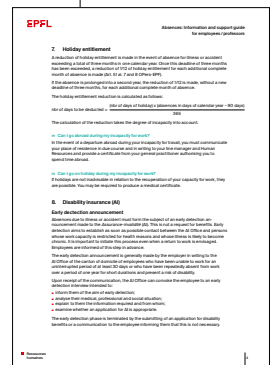 EPFL
Absences: Information and support guide
for employees / professors
7. Holiday entitlement
A reduction of holiday entitlement is made in the event of absence for illness or accident
exceeding a total of three months in one calendar year. Once this deadline of three months
has been exceeded, a reduction of 1/12 of holiday entitlement for each additional complete
month of absence is made (Art. 51 al. 7 and 8 OPers-EPF).
If the absence is prolonged into a second year, the reduction of 1/12 is made, without a new
deadline of three months, for each additional complete month of absence.
The holiday entitlement reduction is calculated as follows:
nbr of days to be deducted = (nbr of days of holiday) x (absences in days of calendar year –90 days)
365
The calculation of the reduction takes the degree of incapacity into account.
Can I go abroad during my incapacity for work?
In the event of a departure abroad during your incapacity for travel, you must communicate
your place of residence in due course and in writing to your line manager and Human
Resources and provide a certificate from your general practitioner authorising you to
spend time abroad.
Can I go on holiday during my incapacity for work?
If holidays are not inadvisable in relation to the recuperation of your capacity for work, they
are possible. You may be required to produce a medical certificate.
8. Disability insurance (AI)
Early dectection announcement
Absences due to illness or accident must form the subject of an early detection an-
nouncement made to the Assurance-invalidité (AI). This is not a request for benefits. Early
detection aims to establish as soon as possible contact between the AI Office and persons
whose work capacity is restricted for health reasons and whose illness is likely to become
chronic. It is important to initiate the process even when a return to work is envisaged.
Employees are informed of this step in advance.
The early detection announcement is generally made by the employer in writing to the
AI Office of the canton of domicile of employees who have been unable to work for an
uninterrupted period of at least 30 days or who have been repeatedly absent from work
over a period of one year for short durations and present a risk of disability.
Upon receipt of the communication, the AI Office can convoke the employee to an early
detection interview intended to:
inform them of the aim of early detection;
analyse their medical, professional and social situation;
explain to them the information required and from whom;
examine whether an application for AI is appropriate.
The early detection phase is terminated by the submitting of an application for disability
benefits or a communication to the employee informing them that this is not necessary.
Ressources
humaines